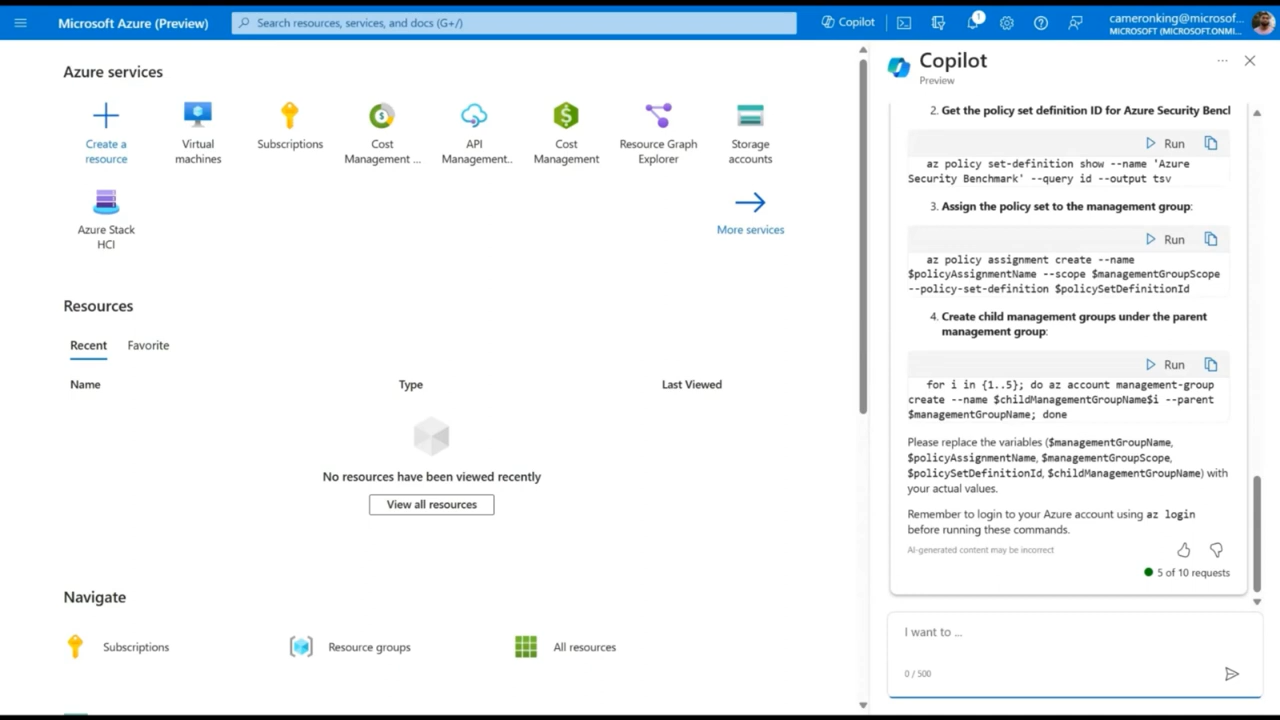 Microsoft Azure (Preview)
Search resources, services, and docs (G+/)
Copilot
1
cameronking@microsof...
MICROSOFT (MICROSOFT.ONMI...
Azure services
Create a
resource
Virtual
machines
Subscriptions
Cost
Management ...
API
Management..
Cost
Management
Resource Graph
Explorer
Storage
accounts
Azure Stack
HCI
More services
Resources
Recent
Favorite
Name
Type
Last Viewed
No resources have been viewed recently
View all resources
Navigate
Subscriptions
Resource groups
All resources
Copilot
Preview
2. Get the policy set definition ID for Azure Security Bencl
Run
az policy set-definition show --name 'Azure
Security Benchmark' --query id --output tsv
3. Assign the policy set to the management group:
Run
az policy assignment create --name
$policyAssignmentName --scope $managementGroupScope
--policy-set-definition $policySetDefinitionId
4. Create child management groups under the parent
management group:
Run
for i in {1..5}; do az account management-group
create --name $childManagementGroupName$i --parent
$managementGroupName; done
Please replace the variables ($managementGroupName,
$policyAssignmentName, $managementGroupScope,
$policySetDefinitionId, $childManagementGroupName) with
your actual values.
Remember to login to your Azure account using az login
before running these commands.
AI-generated content may be incorrect
5 of 10 requests
I want to ...
0 / 500